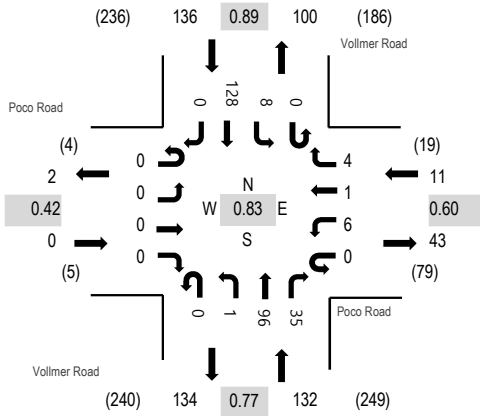 (236) 136 0.89 100 (186)
Vollmer Road
0 128 8 0
Poco Road
(4)
2
0.42
0
(5)
0
0
0
0
N
W 0.83 E
S
4
1
6
0
(19)
11
0.60
43
(79)
0 1 96 35
Poco Road
Vollmer Road
(240) 134 0.77 132 (249)